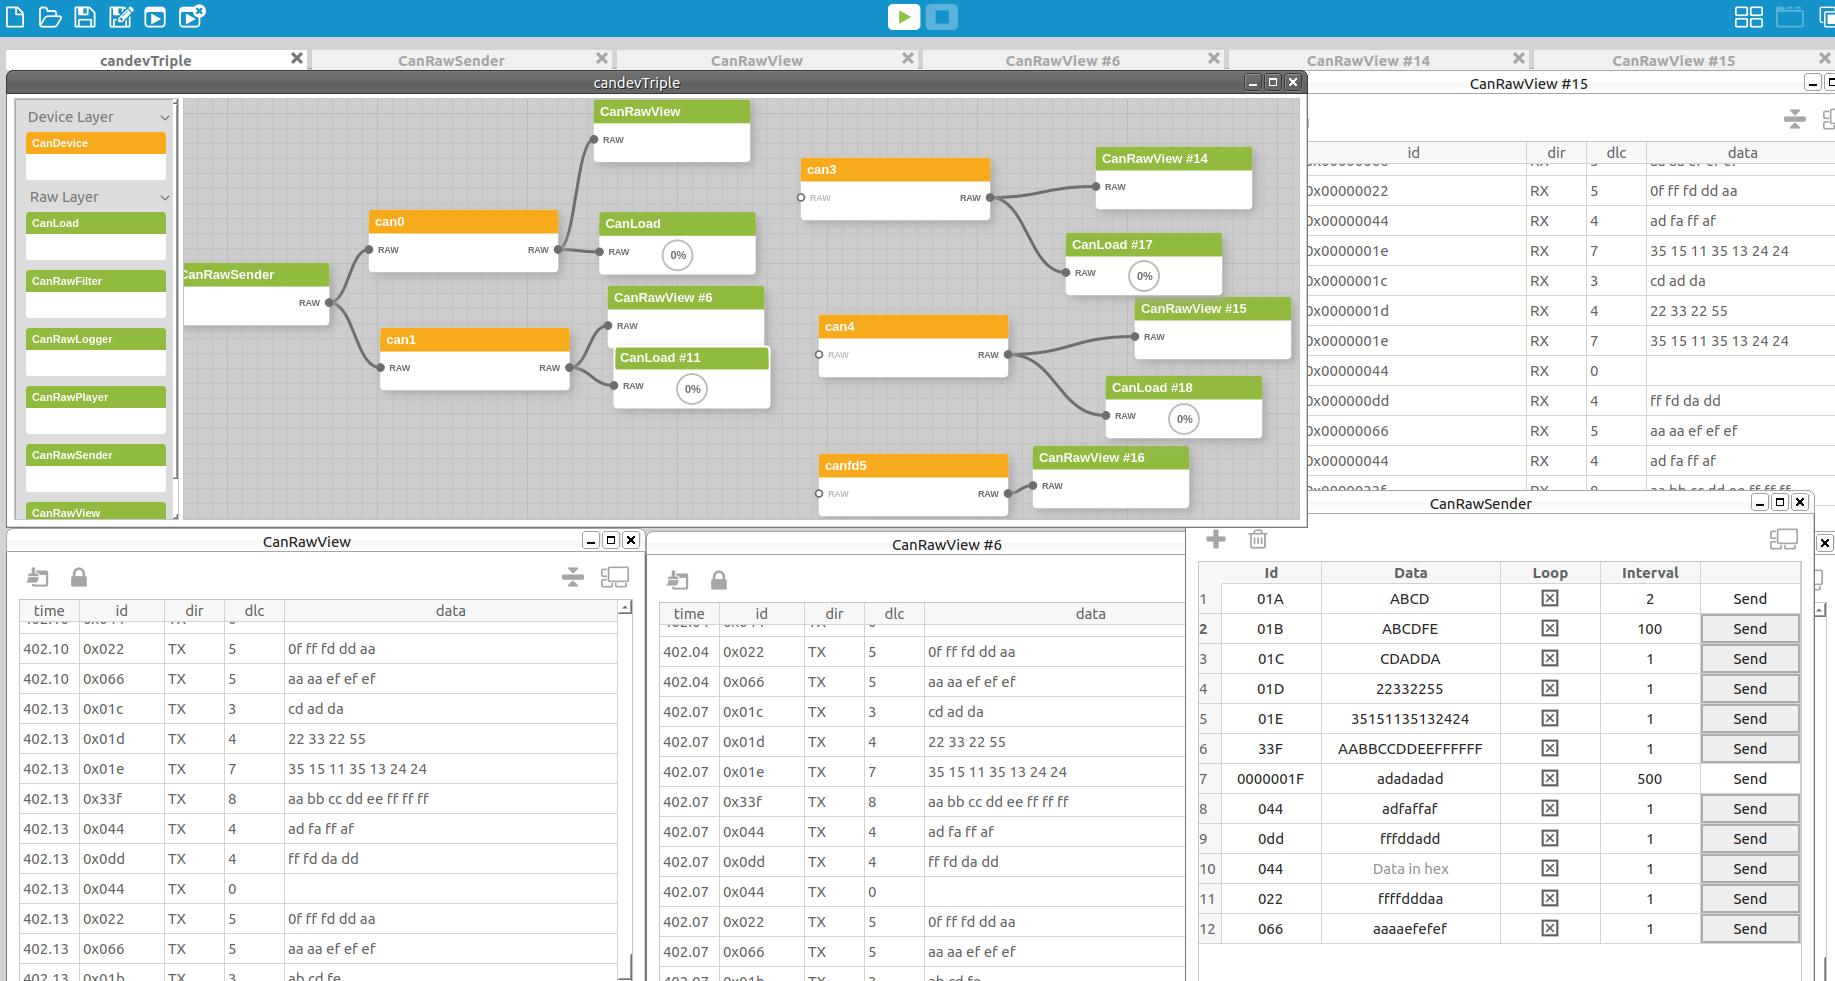 candevTriple
CanRawSender
CanRawView
CanRawView #6
CanRawView #14
CanRawView #15
candevTriple
Device Layer
CanDevice
Raw Layer
CanLoad
CanRawFilter
CanRawLogger
CanRawPlayer
CanRawSender
CanRawView
CanRawSender
RAW
can0
RAW RAW
can1
RAW RAW
CanRawView
RAW
CanLoad
RAW 0%
CanRawView #6
RAW
CanLoad #11
RAW 0%
can3
RAW RAW
CanRawView #14
RAW
CanLoad #17
RAW 0%
can4
RAW RAW
CanRawView #15
RAW
CanLoad #18
RAW 0%
canfd5
RAW RAW
CanRawView #16
RAW
CanRawView #15
id dir dlc data
0x00000022 RX 5 0f ff fd dd aa
0x00000044 RX 4 ad fa ff af
0x0000001e RX 7 35 15 11 35 13 24 24
0x0000001c RX 3 cd ad da
0x0000001d RX 4 22 33 22 55
0x0000001e RX 7 35 15 11 35 13 24 24
0x00000044 RX 0
0x000000dd RX 4 ff fd da dd
0x00000066 RX 5 aa aa ef ef ef
0x00000044 RX 4 ad fa ff af
CanRawView
time id dir dlc data
402.10 0x022 TX 5 0f ff fd dd aa
402.10 0x066 TX 5 aa aa ef ef ef
402.13 0x01c TX 3 cd ad da
402.13 0x01d TX 4 22 33 22 55
402.13 0x01e TX 7 35 15 11 35 13 24 24
402.13 0x33f TX 8 aa bb cc dd ee ff ff ff
402.13 0x044 TX 4 ad fa ff af
402.13 0x0dd TX 4 ff fd da dd
402.13 0x044 TX 0
402.13 0x022 TX 5 0f ff fd dd aa
402.13 0x066 TX 5 aa aa ef ef ef
402.13 0x01b TX 3 ab cd fe
CanRawView #6
time id dir dlc data
402.04 0x022 TX 5 0f ff fd dd aa
402.04 0x066 TX 5 aa aa ef ef ef
402.07 0x01c TX 3 cd ad da
402.07 0x01d TX 4 22 33 22 55
402.07 0x01e TX 7 35 15 11 35 13 24 24
402.07 0x33f TX 8 aa bb cc dd ee ff ff ff
402.07 0x044 TX 4 ad fa ff af
402.07 0x0dd TX 4 ff fd da dd
402.07 0x044 TX 0
402.07 0x022 TX 5 0f ff fd dd aa
402.07 0x066 TX 5 aa aa ef ef ef
402.07 0x01b TX 3 ab cd fe
CanRawSender
Id Data Loop Interval
1 01A ABCD 2 Send
2 01B ABCDFE 100 Send
3 01C CDADDA 1 Send
4 01D 22332255 1 Send
5 01E 35151135132424 1 Send
6 33F AABBCCDDEEFFFFFF 1 Send
7 0000001F adadadad 500 Send
8 044 adfaffaf 1 Send
9 0dd fffddadd 1 Send
10 044 Data in hex 1 Send
11 022 ffffdddaa 1 Send
12 066 aaaaefefef 1 Send